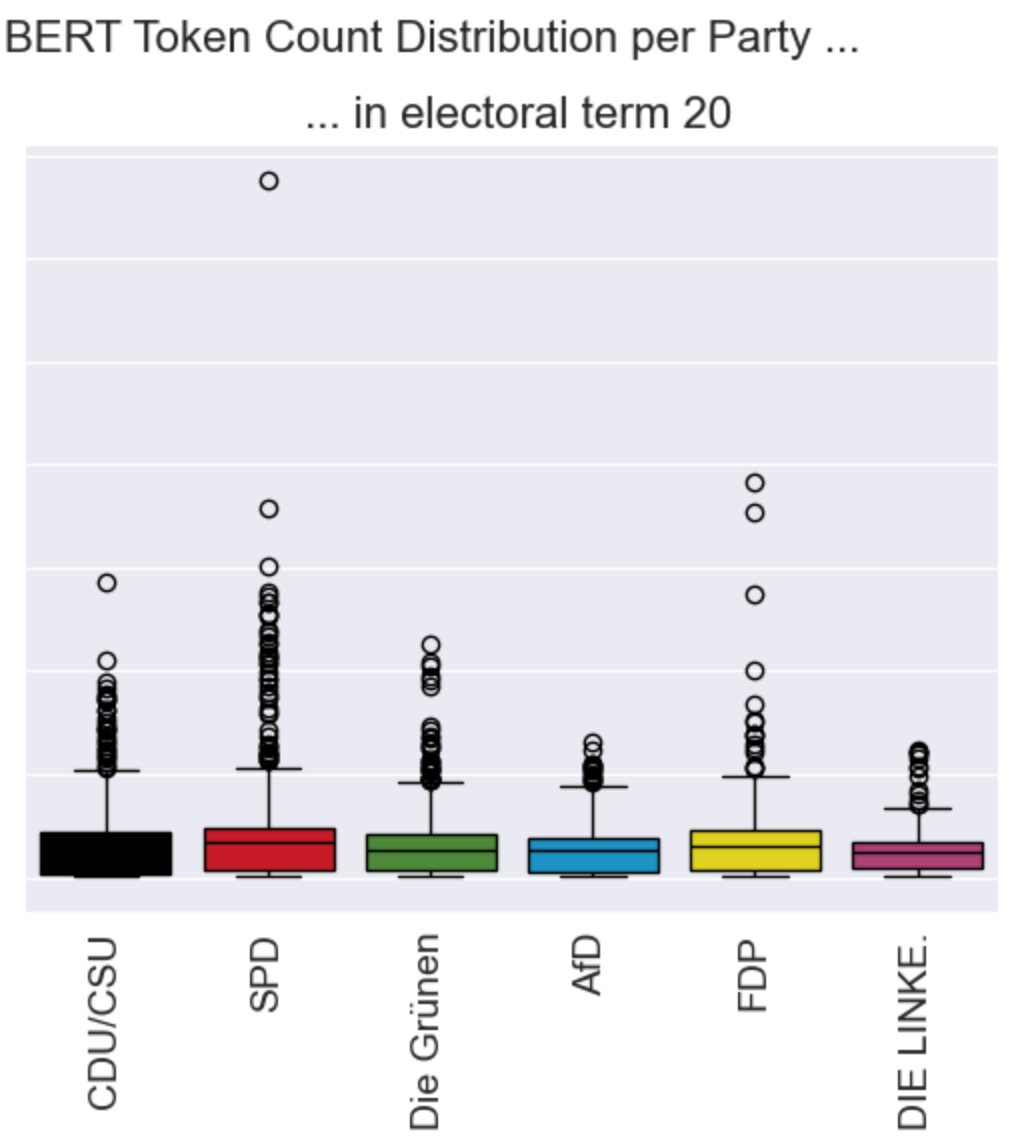 BERT Token Count Distribution per Party ...
... in electoral term 20
CDU/CSU
SPD
Die Grünen
AfD
FDP
DIE LINKE.